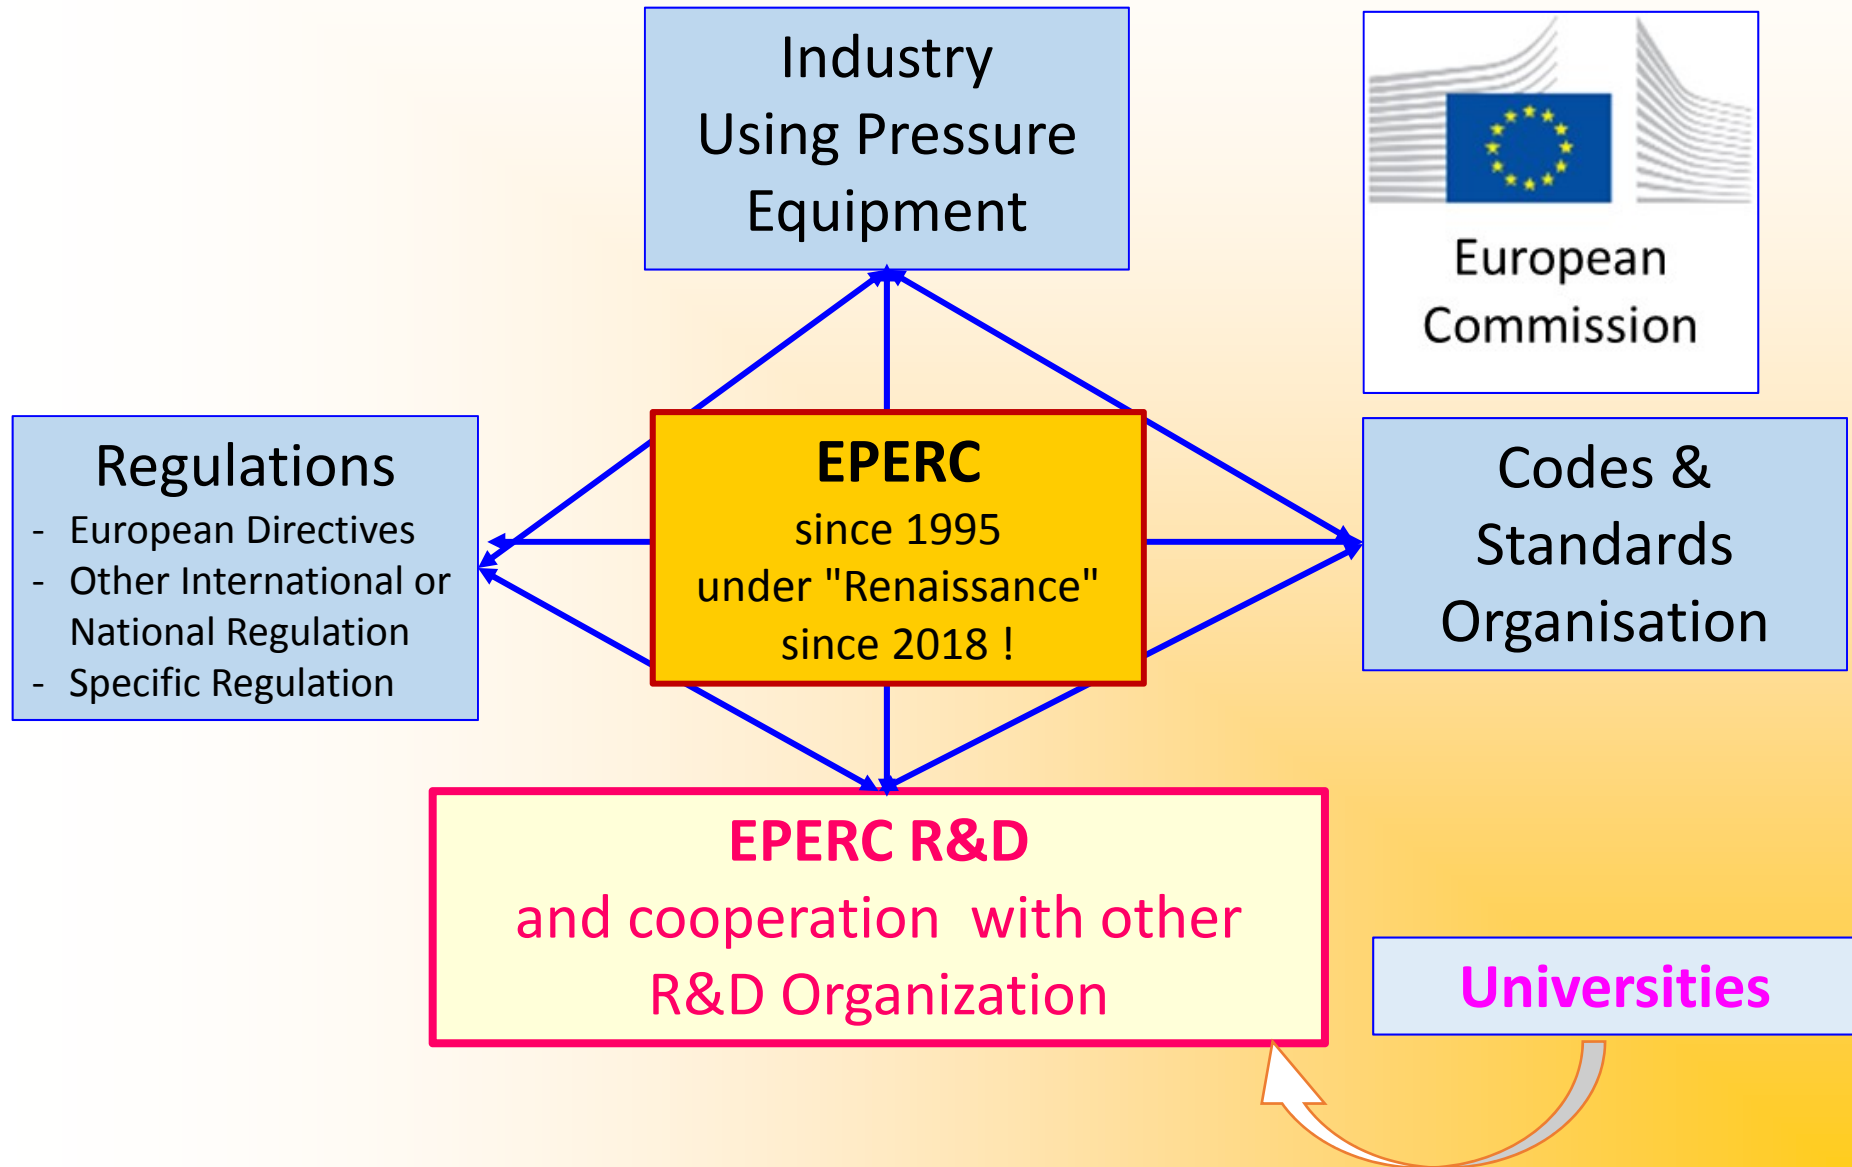 Industry
Using Pressure
Equipment
European
Commission
Regulations
- European Directives
- Other International or
National Regulation
- Specific Regulation
EPERC
since 1995
under "Renaissance"
since 2018 !
Codes &
Standards
Organisation
EPERC R&D
and cooperation  with other
R&D Organization
Universities